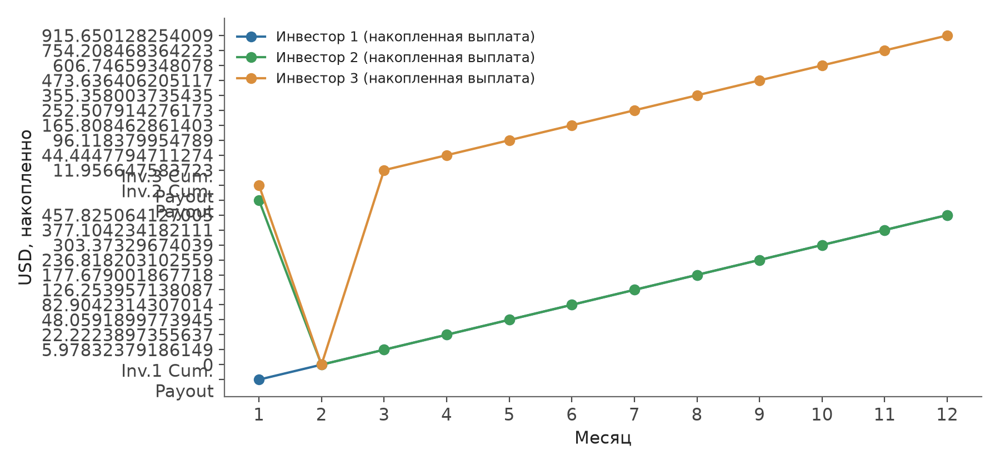 915.650128254009
754.208468364223
606.74659348078
473.636406205117
355.358003735435
252.507914276173
165.808462861403
96.118379954789
44.4447794711274
11.956647583723
Inv.3 Cum.
Payout
Inv.2 Cum.
Payout
457.825064127005
377.104234182111
303.37329674039
236.818203102559
177.679001867718
126.253957138087
82.9042314307014
48.0591899773945
22.2223897355637
5.97832379186149
0
Inv.1 Cum.
Payout
USD, накопленно
Инвестор 1 (накопленная выплата)
Инвестор 2 (накопленная выплата)
Инвестор 3 (накопленная выплата)
1 2 3 4 5 6 7 8 9 10 11 12
Месяц